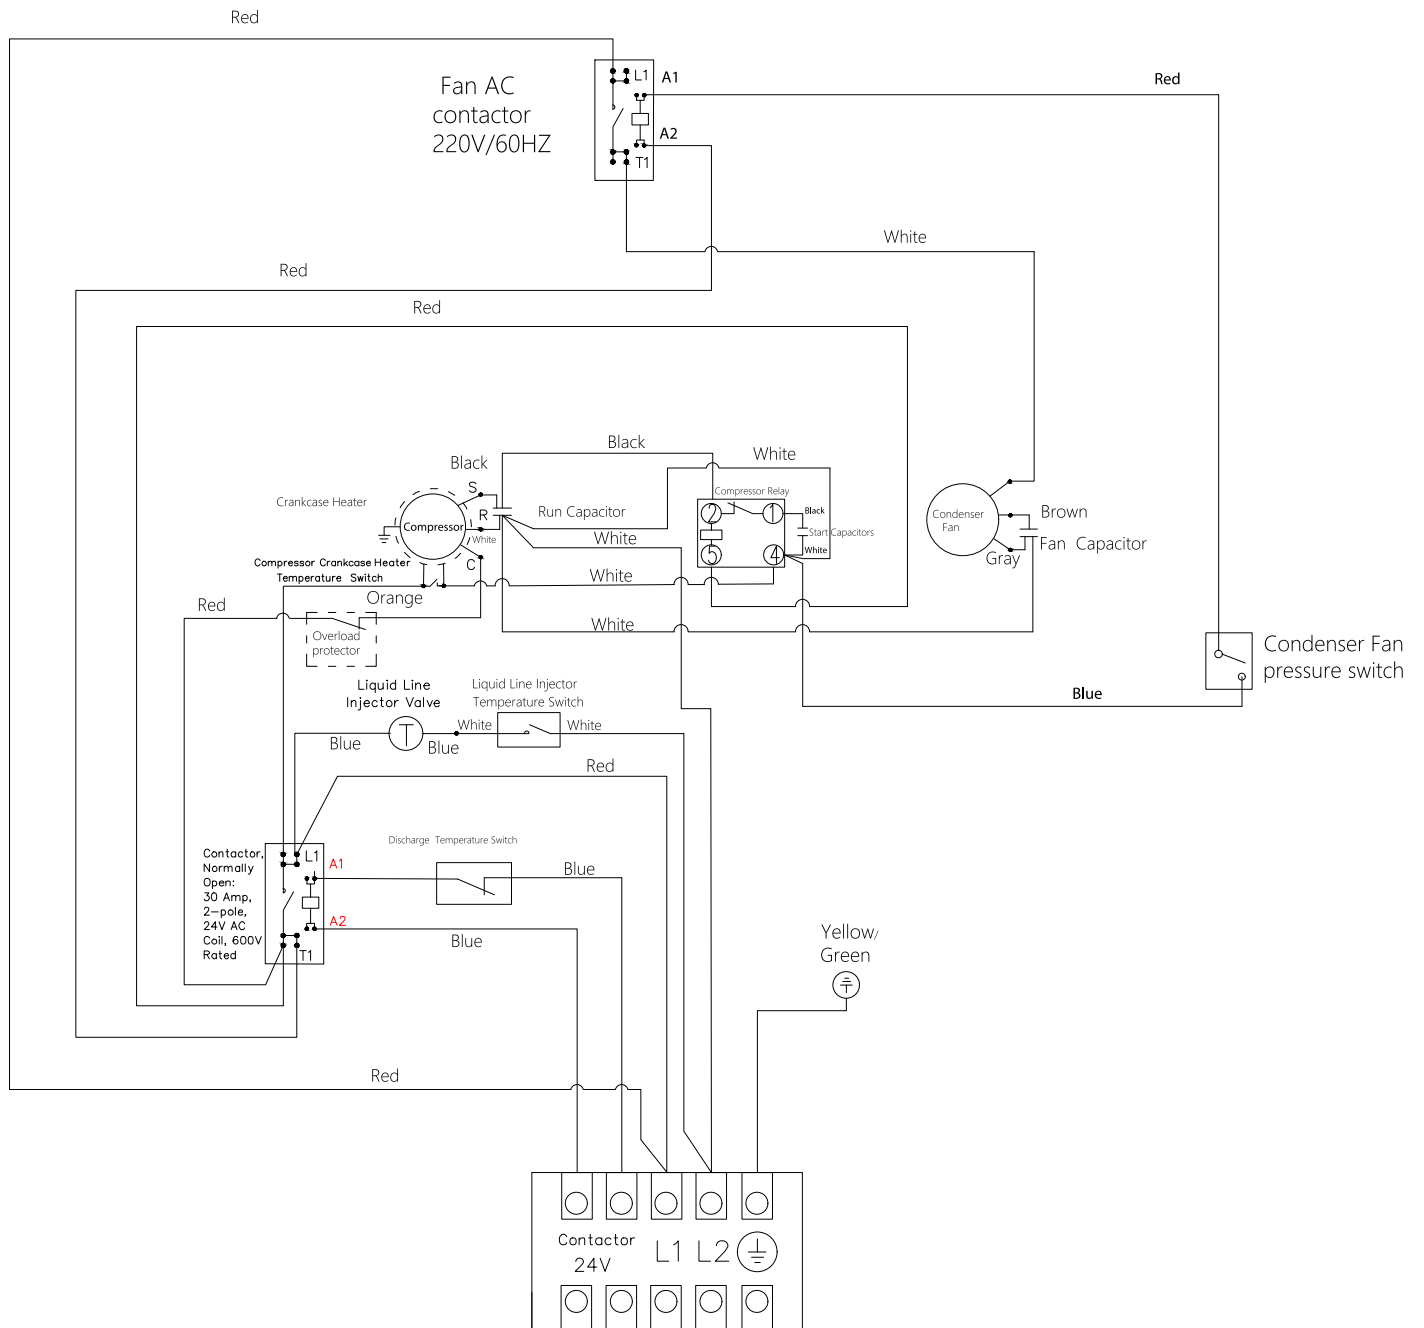 Red
Fan AC
contactor
220V/60HZ
L1
A1
A2
T1
Red
White
Red
Red
Black
White
Black
Crankcase Heater
S
R
White
C
Compressor
Run Capacitor
White
Compressor Relay
2
1
5
4
Black
Start Capacitors
White
Condenser
Fan
Brown
Fan Capacitor
Gray
Compressor Crankcase Heater
Temperature Switch
White
Orange
Red
Overload
protector
White
Condenser Fan
pressure switch
Blue
Liquid Line
Injector Valve
Liquid Line Injector
Temperature Switch
T
Blue
Blue
White
White
Red
Discharge Temperature Switch
Contactor,
Normally
Open:
30 Amp,
2-pole,
24V AC
Coil, 600V
Rated
L1
A1
A2
T1
Blue
Blue
Yellow/
Green
Red
Contactor
24V
L1
L2